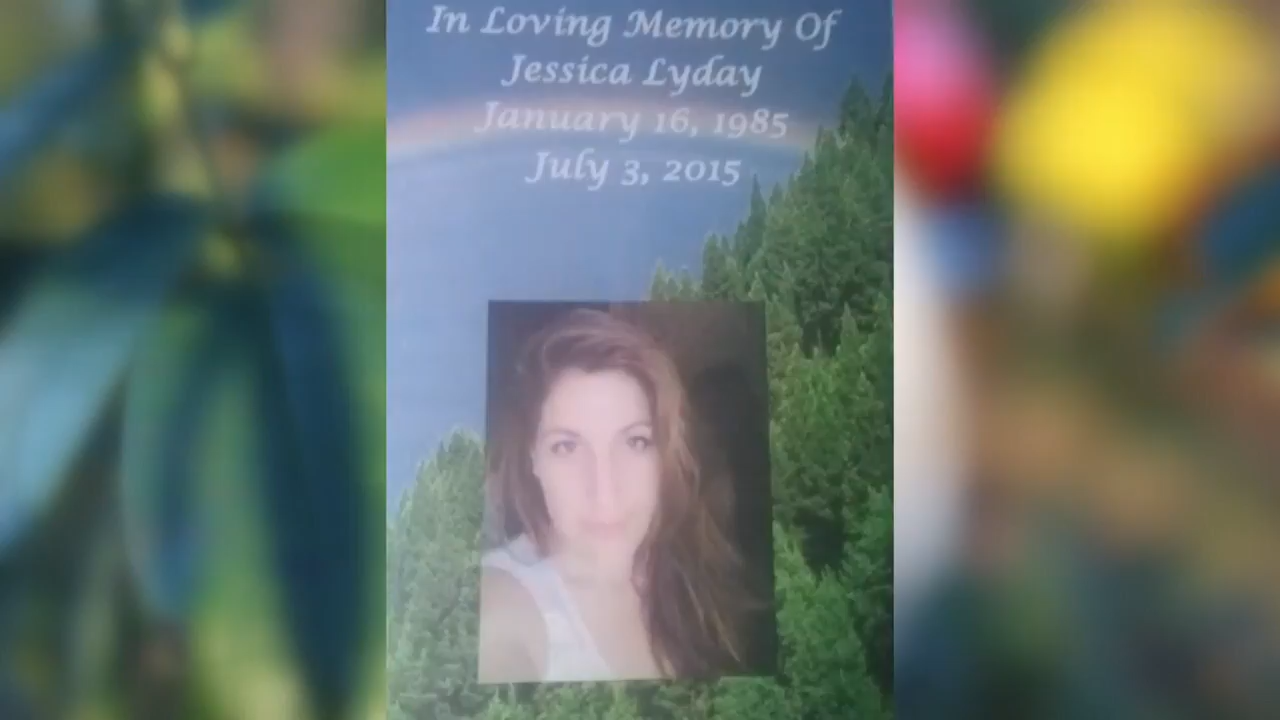 In Loving Memory Of
Jessica Lyday
January 16, 1985
July 3, 2015